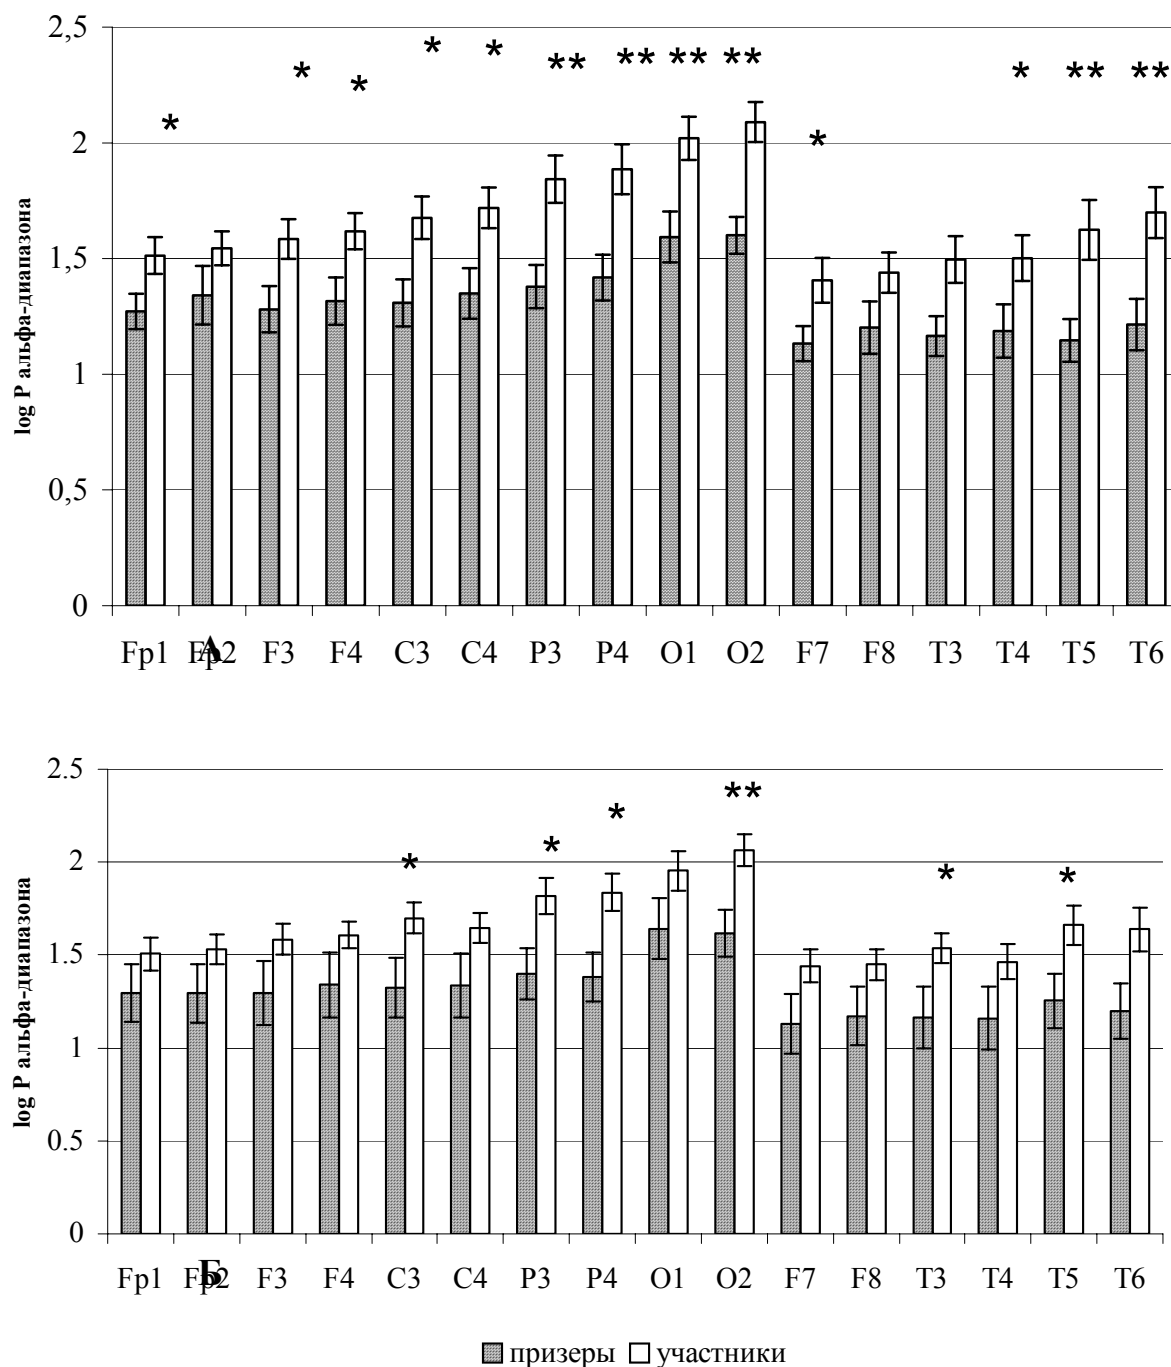 2,5
* * * * * ** ** ** ** * * ** **
2
1,5
1
0,5
0
log P альфа-диапазона
Fp1 Fp2 F3 F4 C3 C4 P3 P4 O1 O2 F7 F8 T3 T4 T5 T6
А
2.5
* * * ** * *
2
1.5
1
0.5
0
log P альфа-диапазона
Fp1 Fp2 F3 F4 C3 C4 P3 P4 O1 O2 F7 F8 T3 T4 T5 T6
Б
призеры участники